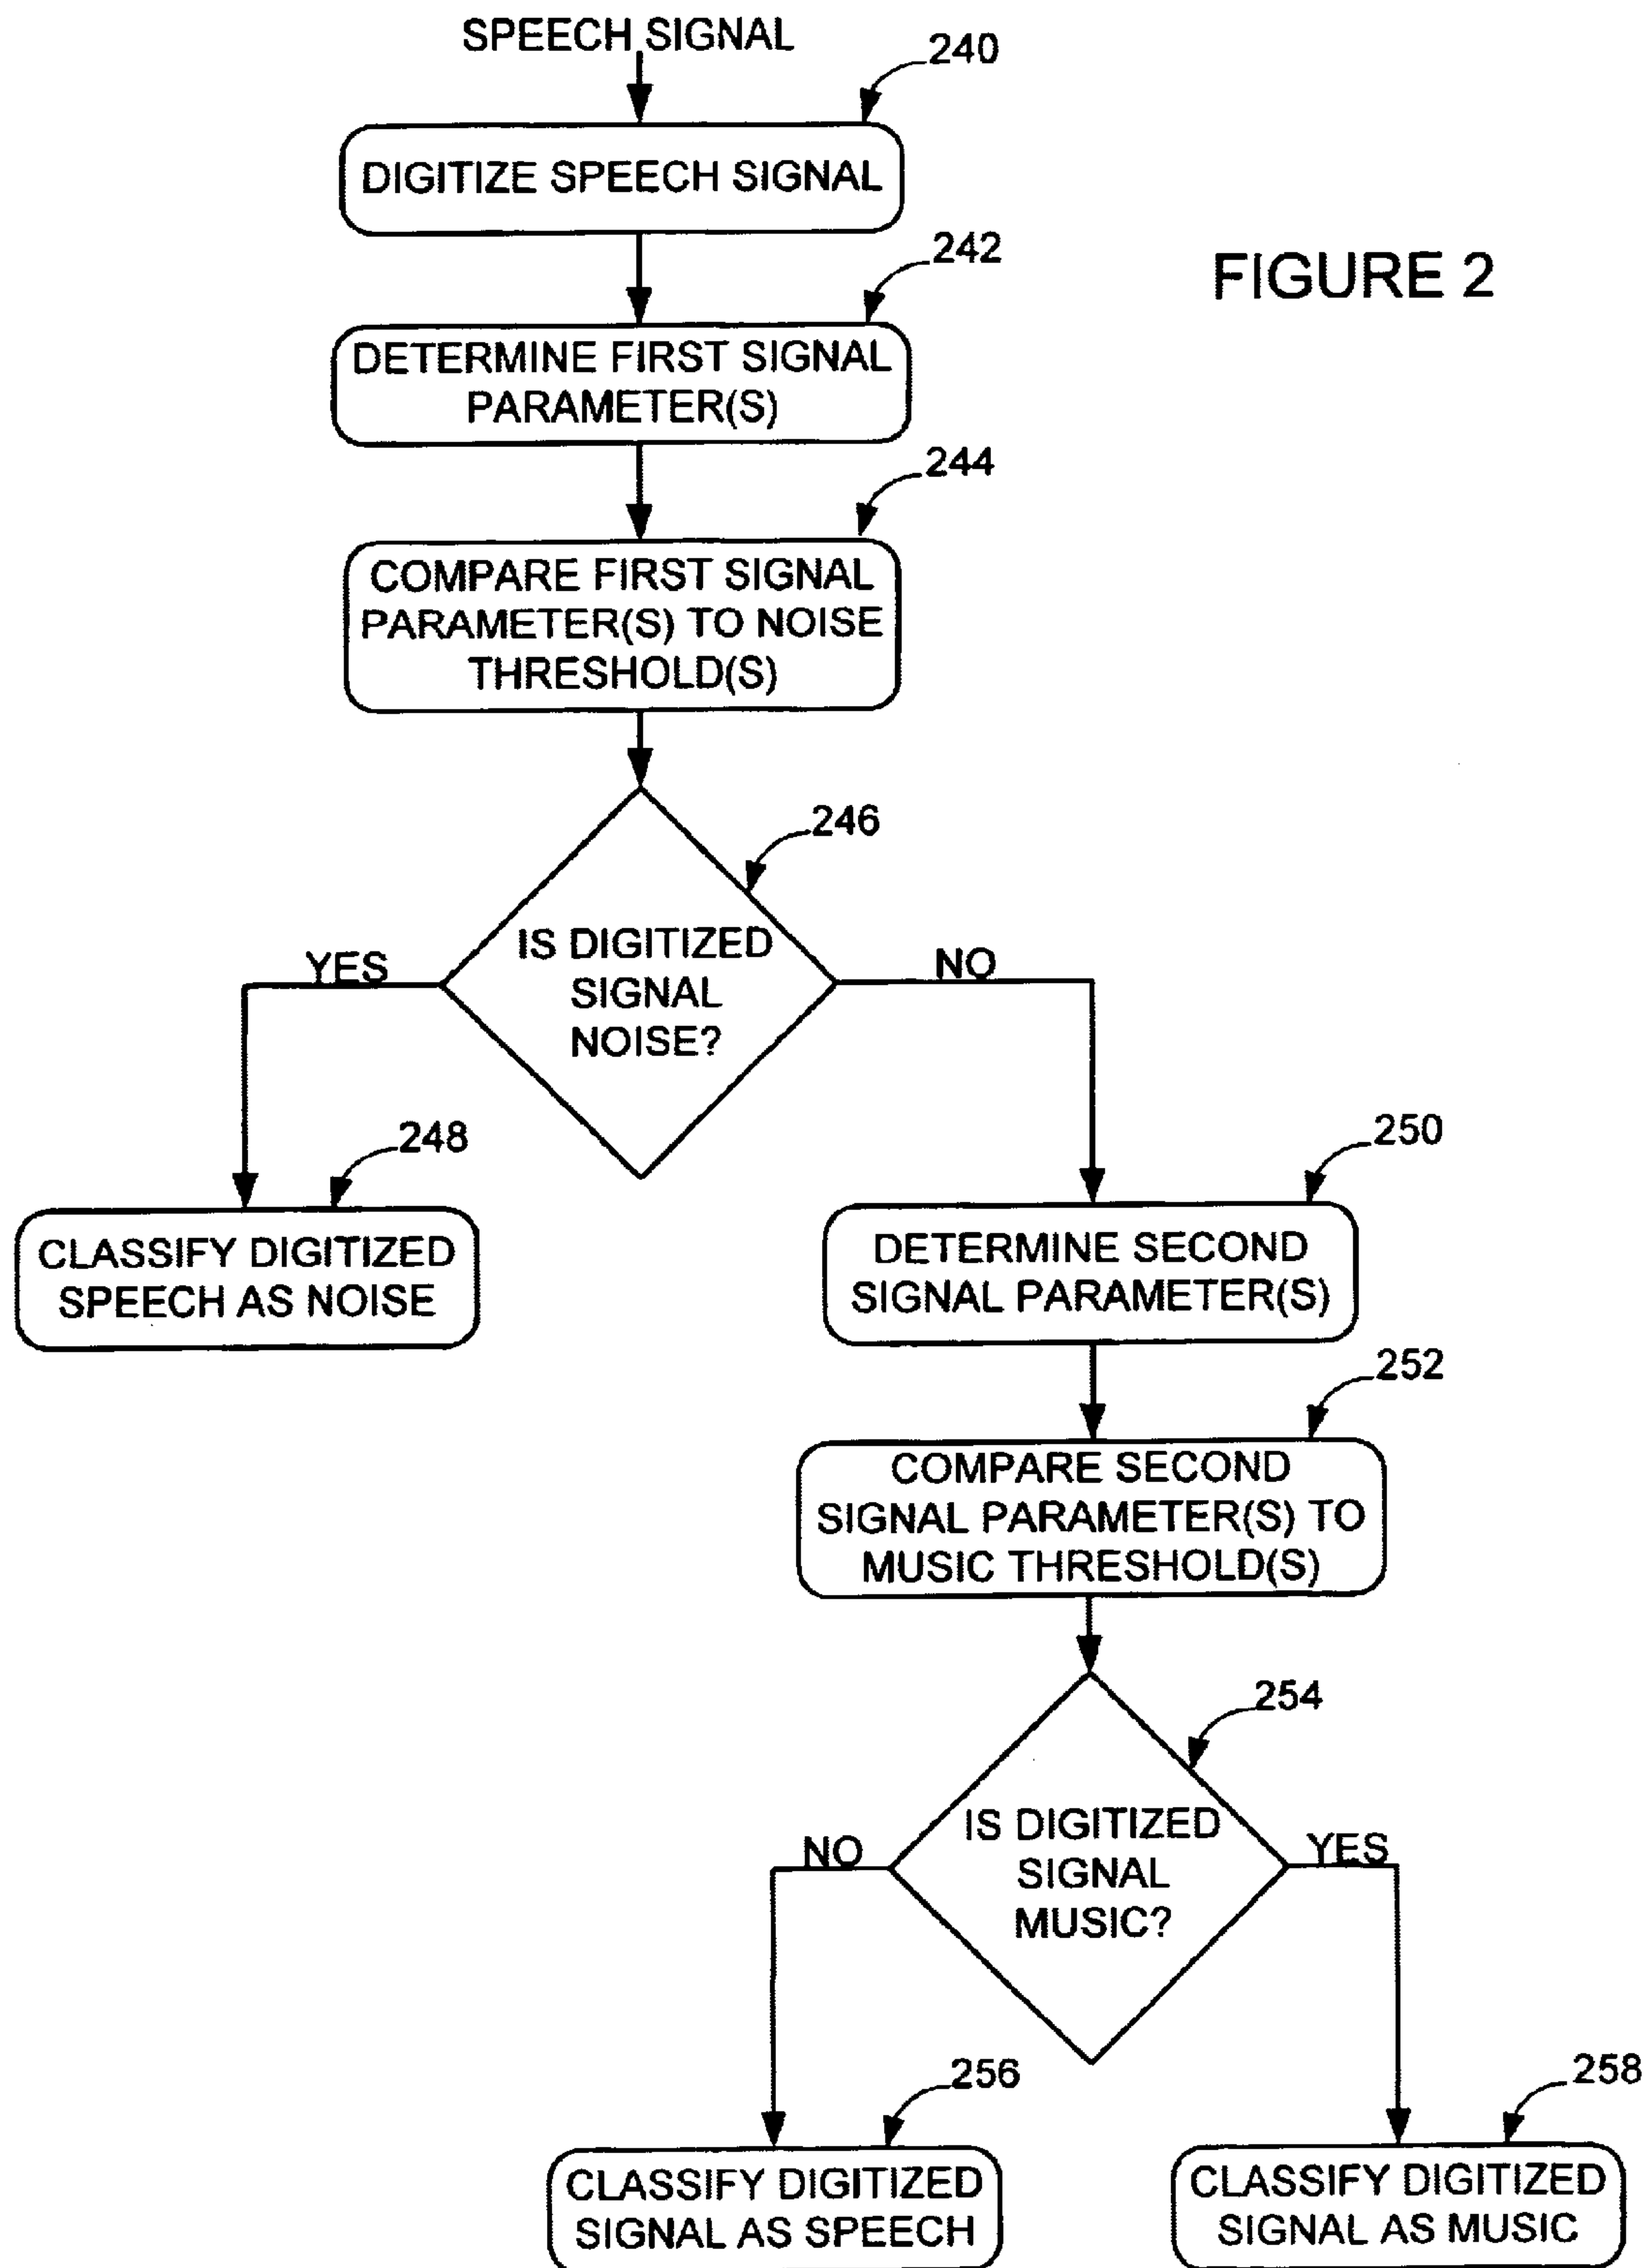 SPEECH SIGNAL
240
DIGITIZE SPEECH SIGNAL
242
FIGURE 2
DETERMINE FIRST SIGNAL
PARAMETER(S)
244
COMPARE FIRST SIGNAL
PARAMETER(S) TO NOISE
THRESHOLD(S)
246
IS DIGITIZED
SIGNAL
NOISE?
YES
NO
248
CLASSIFY DIGITIZED
SPEECH AS NOISE
250
DETERMINE SECOND
SIGNAL PARAMETER(S)
252
COMPARE SECOND
SIGNAL PARAMETER(S) TO
MUSIC THRESHOLD(S)
254
IS DIGITIZED
SIGNAL
MUSIC?
NO
YES
256
CLASSIFY DIGITIZED
SIGNAL AS SPEECH
258
CLASSIFY DIGITIZED
SIGNAL AS MUSIC